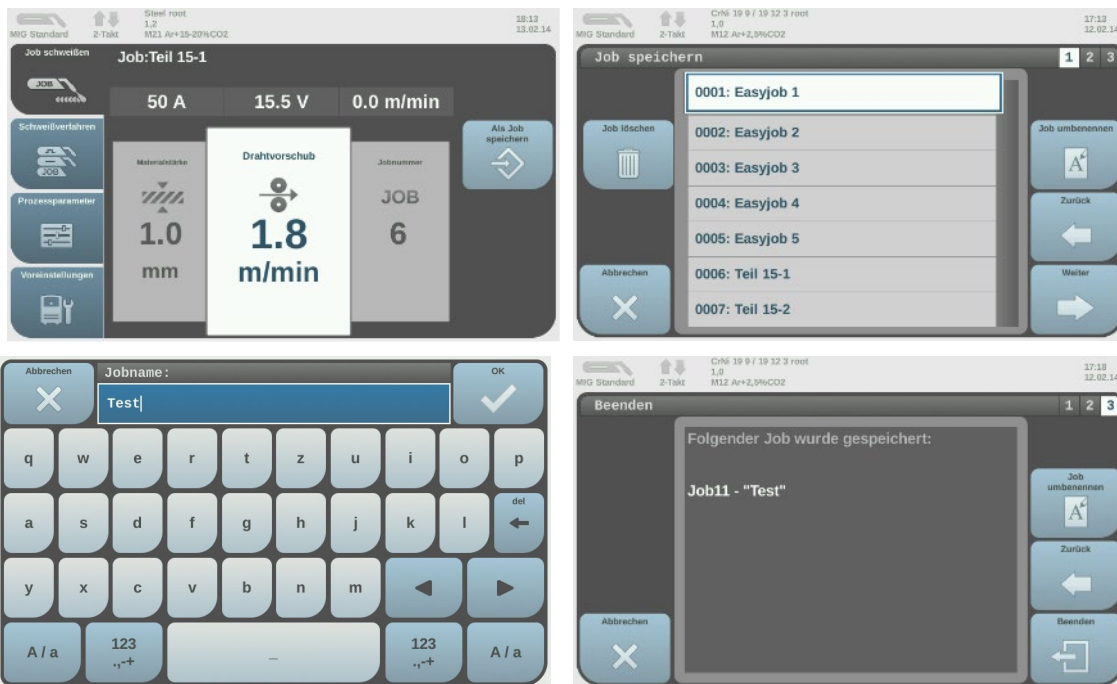 MIG Standard
2-Takt
Steel root
1,2
M21 Ar+15-20%CO2
18:13
13.02.14
Job schweißen
JOB
Job:Teil 15-1
50 A
15.5 V
0.0 m/min
Schweißverfahren
JOB
Prozessparameter
Voreinstellungen
Materialstärke
1.0
mm
Drahtvorschub
1.8
m/min
Jobnummer
JOB
6
Als Job
speichern
MIG Standard
2-Takt
CrNi 19 9 / 19 12 3 root
1,0
M12 Ar+2,5%CO2
17:13
12.02.14
Job speichern
1 2 3
Job löschen
Abbrechen
0001: Easyjob 1
0002: Easyjob 2
0003: Easyjob 3
0004: Easyjob 4
0005: Easyjob 5
0006: Teil 15-1
0007: Teil 15-2
Job umbenennen
A
Zurück
Weiter
Abbrechen
Jobname:
Test
OK
q w e r t z u i o p
a s d f g h j k l del
y x c v b n m
A / a
123
.,-+
_
123
.,-+
A / a
MIG Standard
2-Takt
CrNi 19 9 / 19 12 3 root
1,0
M12 Ar+2,5%CO2
17:18
12.02.14
Beenden
1 2 3
Folgender Job wurde gespeichert:
Job11 - "Test"
Job
umbenennen
A
Zurück
Abbrechen
Beenden